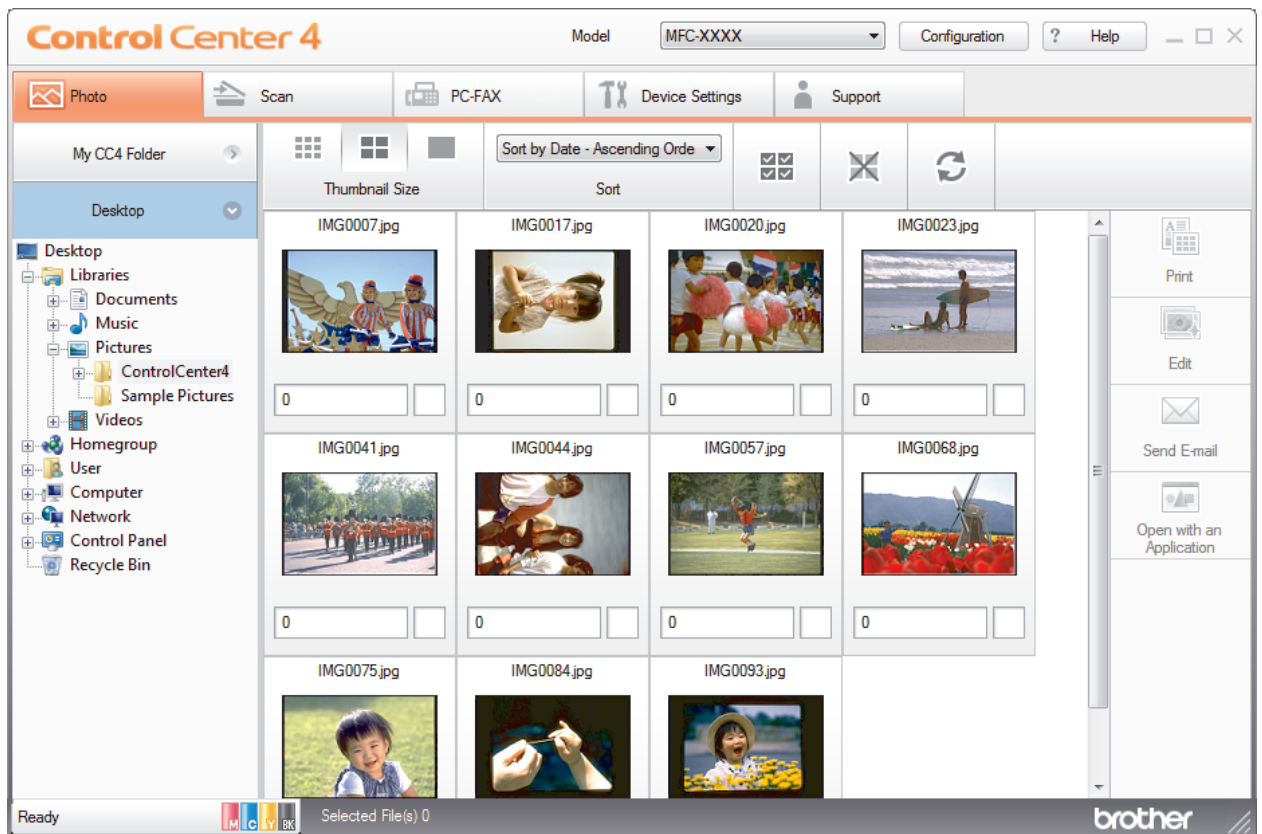 Control Center 4
Model
MFC-XXXX
Configuration
? Help
Photo
Scan
PC-FAX
Device Settings
Support
My CC4 Folder
Desktop
Thumbnail Size
Sort by Date - Ascending Orde
Sort
Desktop
Libraries
Documents
Music
Pictures
ControlCenter4
Sample Pictures
Videos
Homegroup
User
Computer
Network
Control Panel
Recycle Bin
IMG0007.jpg
IMG0017.jpg
IMG0020.jpg
IMG0023.jpg
0
0
0
0
IMG0041.jpg
IMG0044.jpg
IMG0057.jpg
IMG0068.jpg
0
0
0
0
IMG0075.jpg
IMG0084.jpg
IMG0093.jpg
Print
Edit
Send E-mail
Open with an
Application
Ready
M C Y BK
Selected File(s) 0
brother